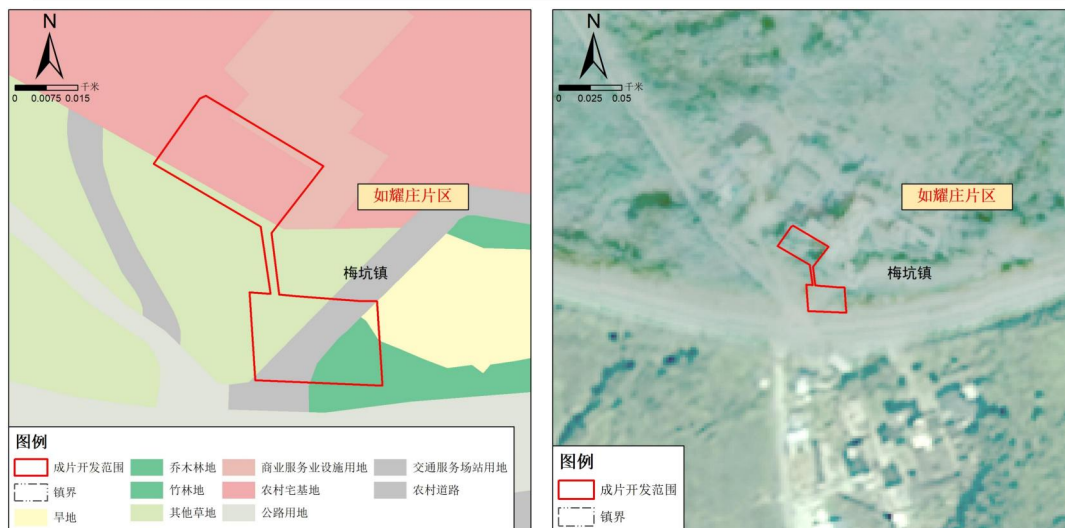 N
千米
0 0.0075 0.015
如耀庄片区
梅坑镇
图例
成片开发范围
乔木林地
商业服务业设施用地
交通服务场站用地
镇界
竹林地
农村宅基地
农村道路
旱地
其他草地
公路用地
N
千米
0 0.025 0.05
如耀庄片区
梅坑镇
图例
成片开发范围
镇界